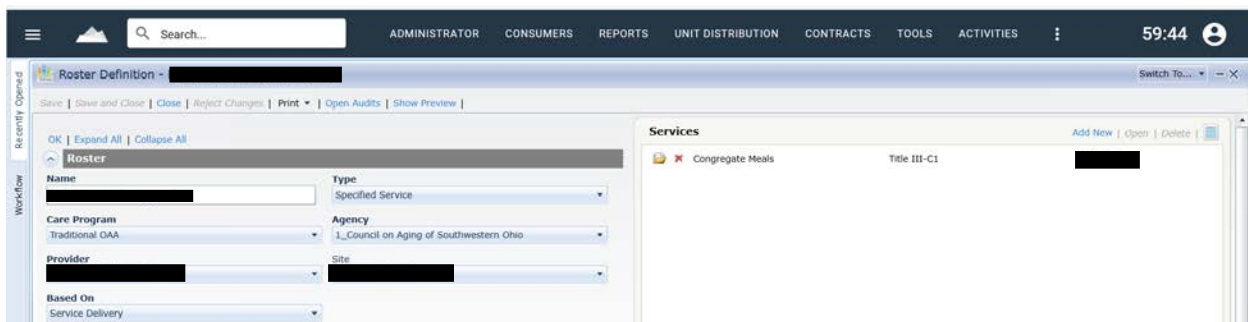 Search...
ADMINISTRATOR CONSUMERS REPORTS UNIT DISTRIBUTION CONTRACTS TOOLS ACTIVITIES 59:44
Recently Opened
Workflow
Roster Definition -
Switch To...
Save | Save and Close | Close | Reject Changes | Print | Open Audits | Show Preview |
OK | Expand All | Collapse All
Roster
Name
Type
Specified Service
Care Program
Traditional OAA
Agency
1_Council on Aging of Southwestern Ohio
Provider
Site
Based On
Service Delivery
Services
Add New | Open | Delete |
Congregate Meals Title III-C1